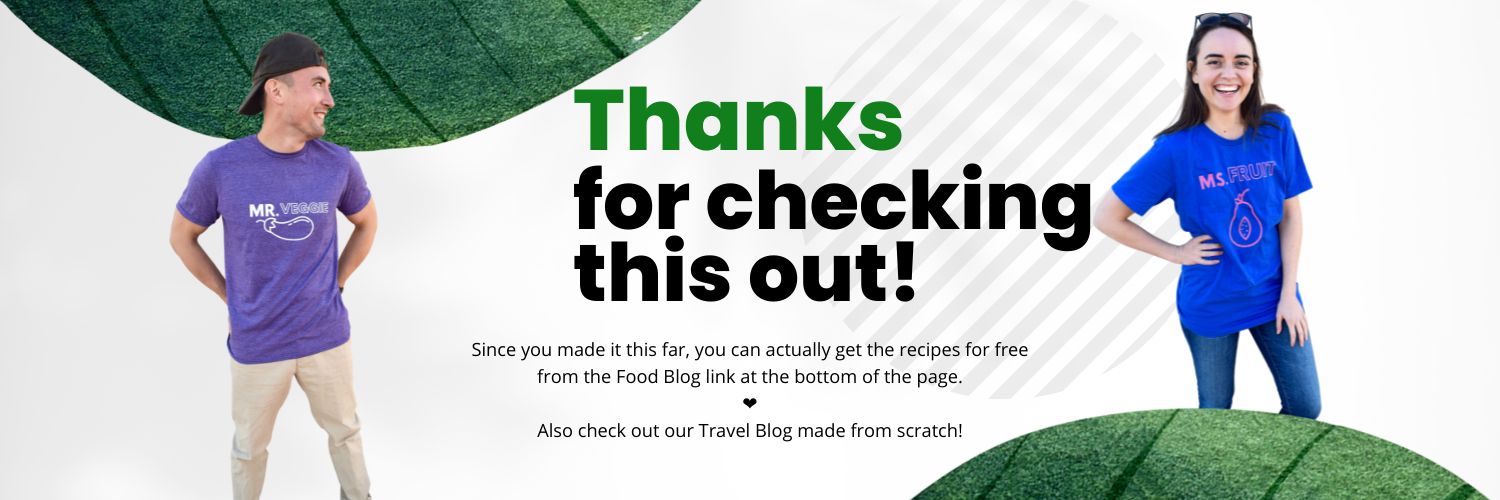 Thanks
for checking
this out!
MR. VEGGIE
MS. FRUIT
Since you made it this far, you can actually get the recipes for free
from the Food Blog link at the bottom of the page.
❤
Also check out our Travel Blog made from scratch!